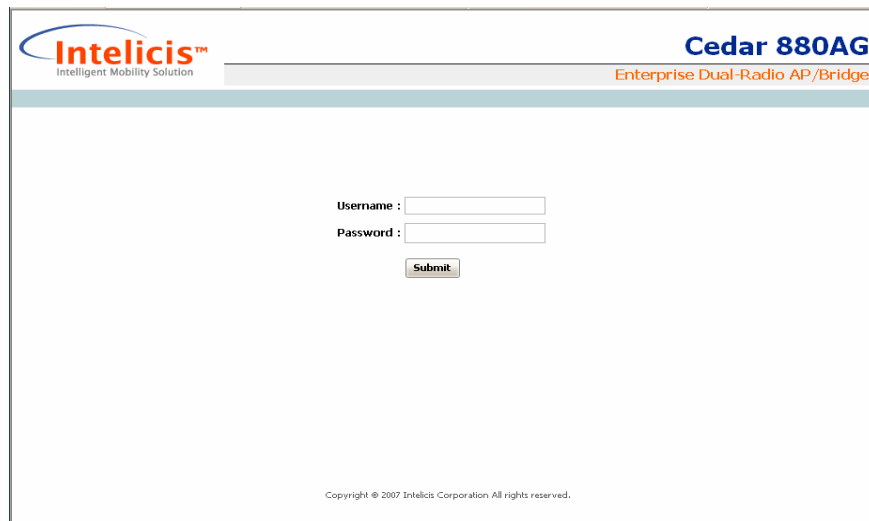 Intelicis™
Intelligent Mobility Solution
Cedar 880AG
Enterprise Dual-Radio AP/Bridge
Username :
Password :
Submit
Copyright © 2007 Intelicis Corporation All rights reserved.